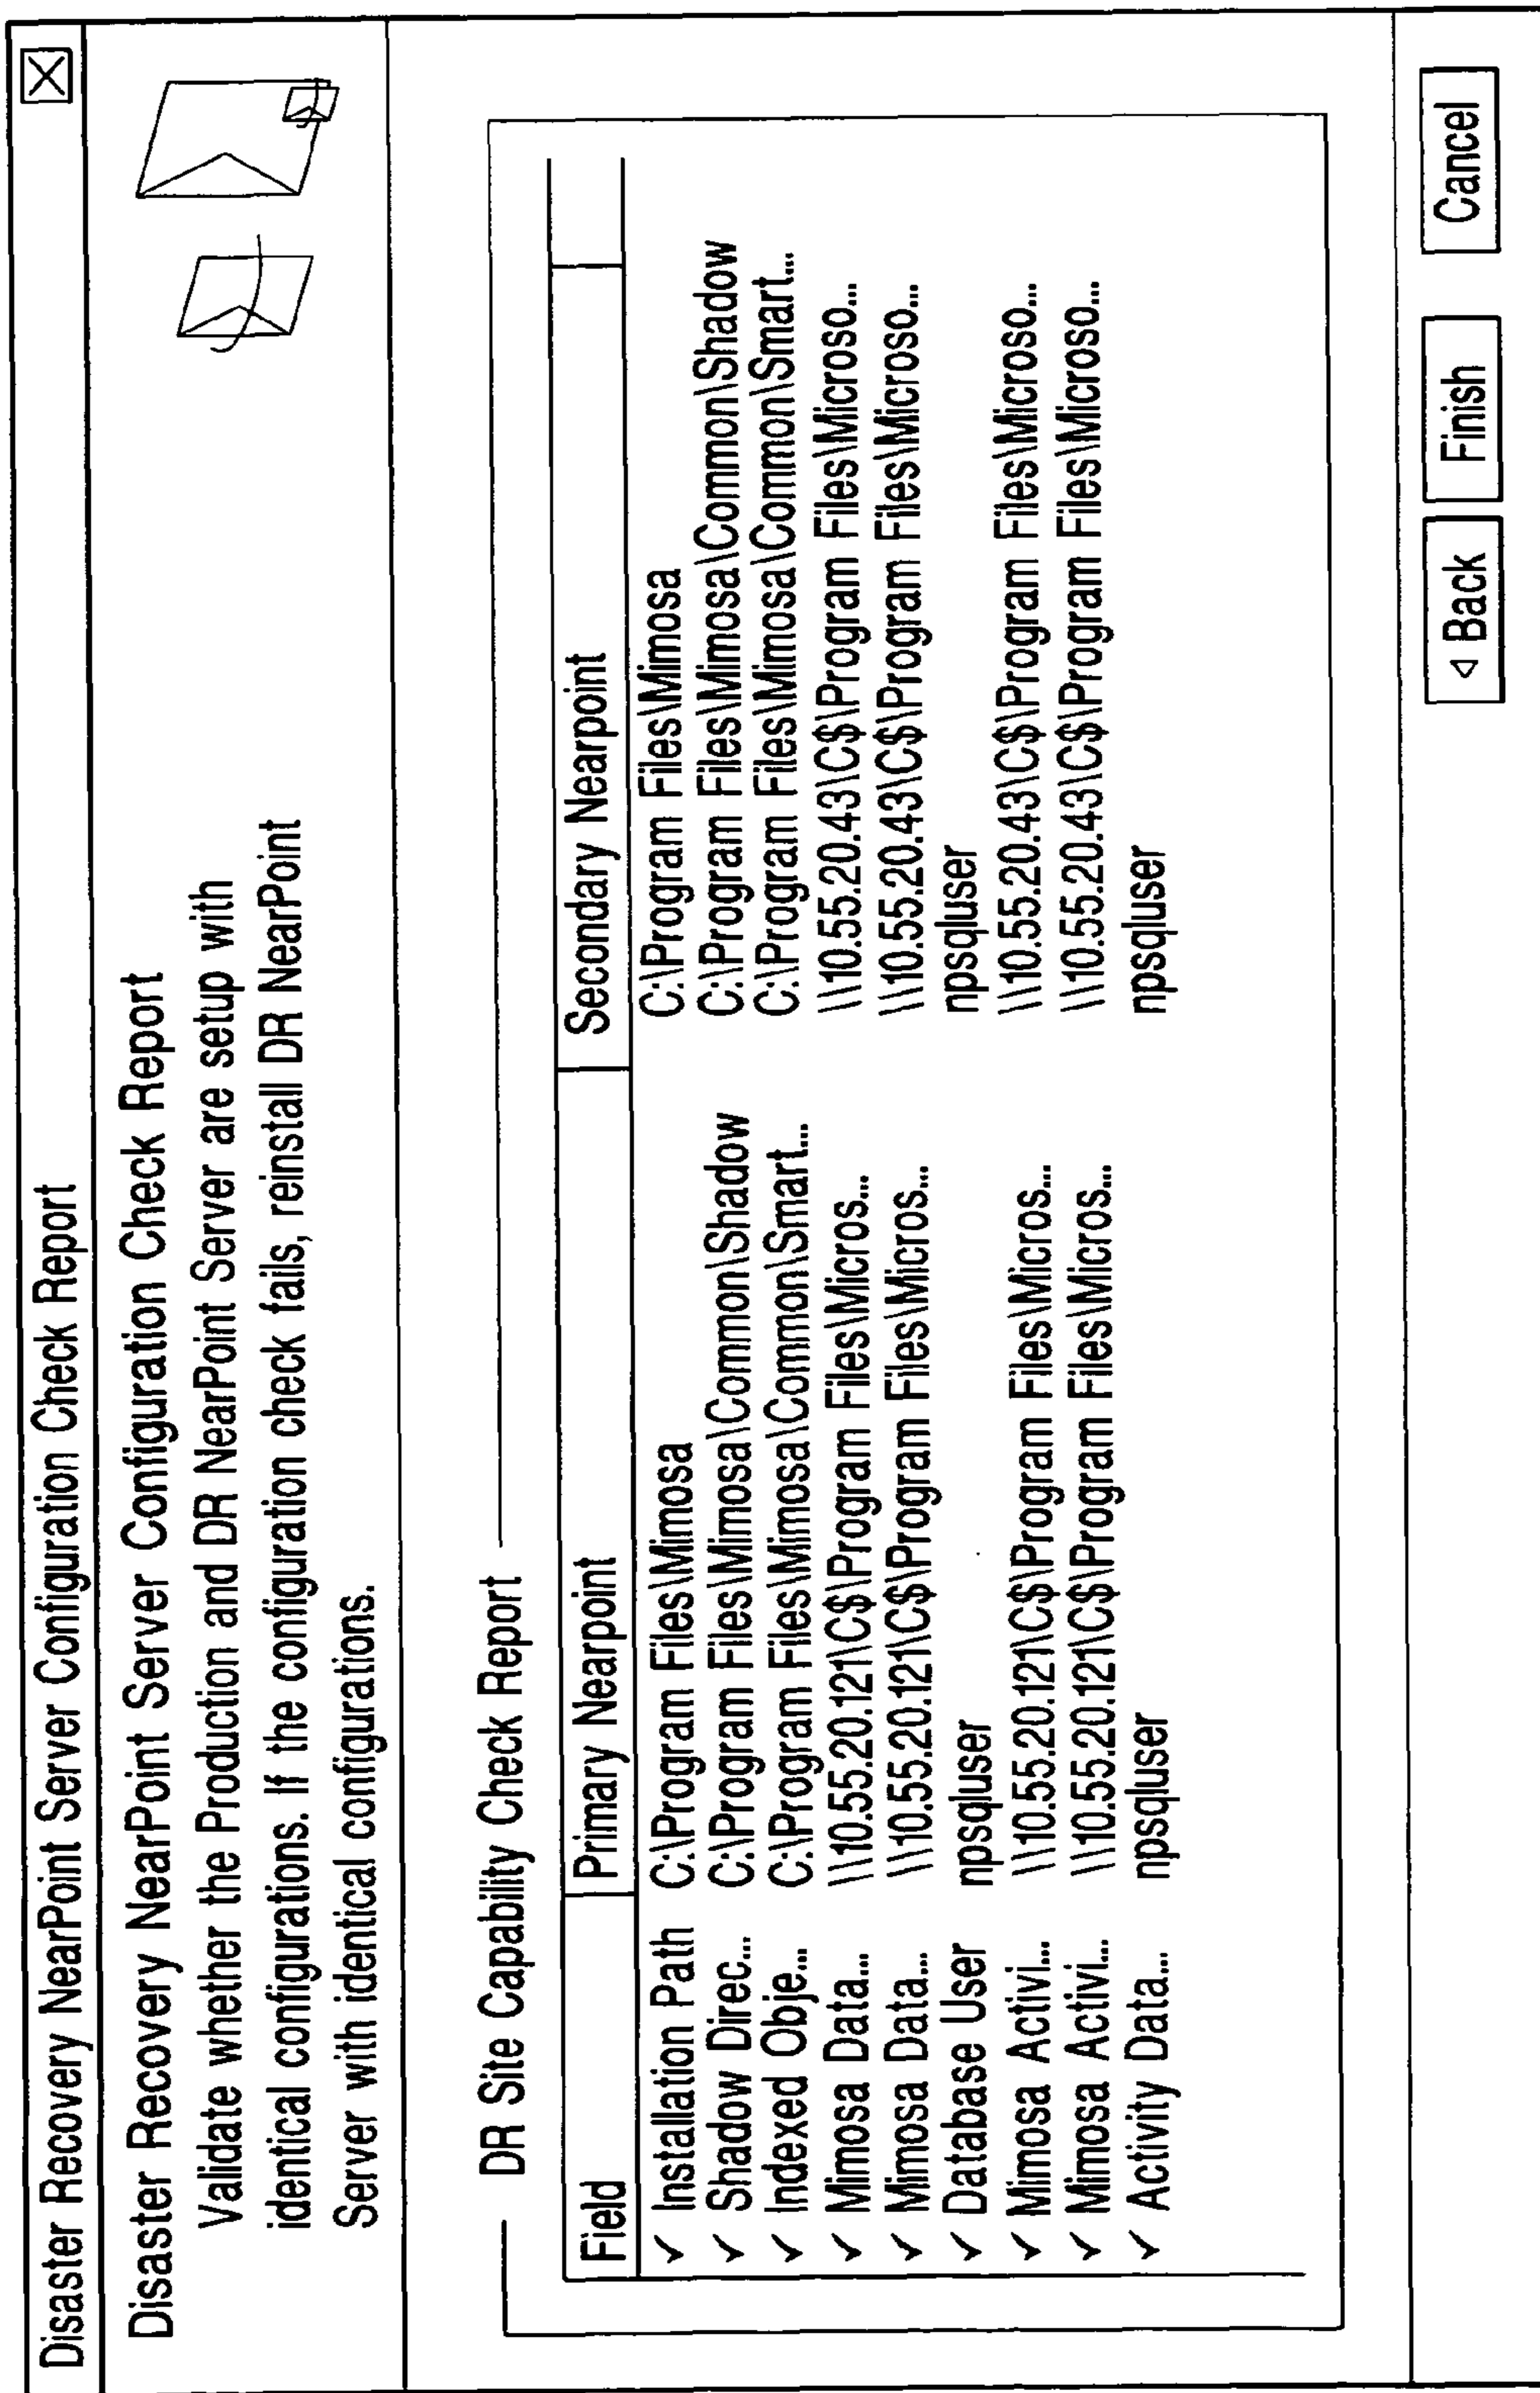 Disaster Recovery NearPoint Server Configuration Check Report
Disaster Recovery NearPoint Server Configuration Check Report
Validate whether the Production and DR NearPoint Server are setup with
identical configurations. If the configuration check fails, reinstall DR NearPoint
Server with identical configurations.
DR Site Capability Check Report
Field Primary Nearpoint Secondary Nearpoint
✓ Installation Path C:\Program Files\Mimosa C:\Program Files\Mimosa
✓ Shadow Direc... C:\Program Files\Mimosa\Common\Shadow C:\Program Files\Mimosa\Common\Shadow
✓ Indexed Obje... C:\Program Files\Mimosa\Common\Smart... C:\Program Files\Mimosa\Common\Smart...
✓ Mimosa Data... \\10.55.20.121\C$\Program Files\Micros... \\10.55.20.43\C$\Program Files\Microso...
✓ Mimosa Data... \\10.55.20.121\C$\Program Files\Micros... \\10.55.20.43\C$\Program Files\Microso...
✓ Database User npsqluser npsqluser
✓ Mimosa Activi... \\10.55.20.121\C$\Program Files\Micros... \\10.55.20.43\C$\Program Files\Microso...
✓ Mimosa Activi... \\10.55.20.121\C$\Program Files\Micros... \\10.55.20.43\C$\Program Files\Microso...
✓ Activity Data... npsqluser npsqluser
◁ Back Finish Cancel